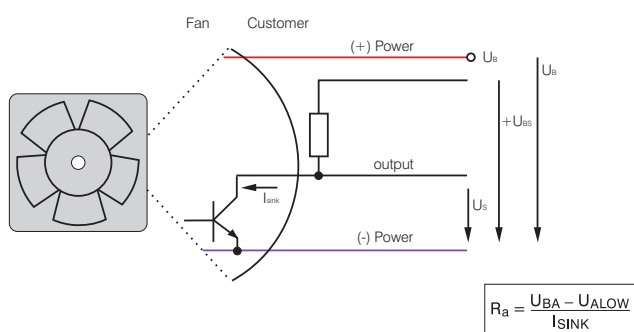 Fan Customer
(+) Power
UB
UB
+UBS
output
Isink
US
(-) Power
Ra = UBA – UALOW
ISINK